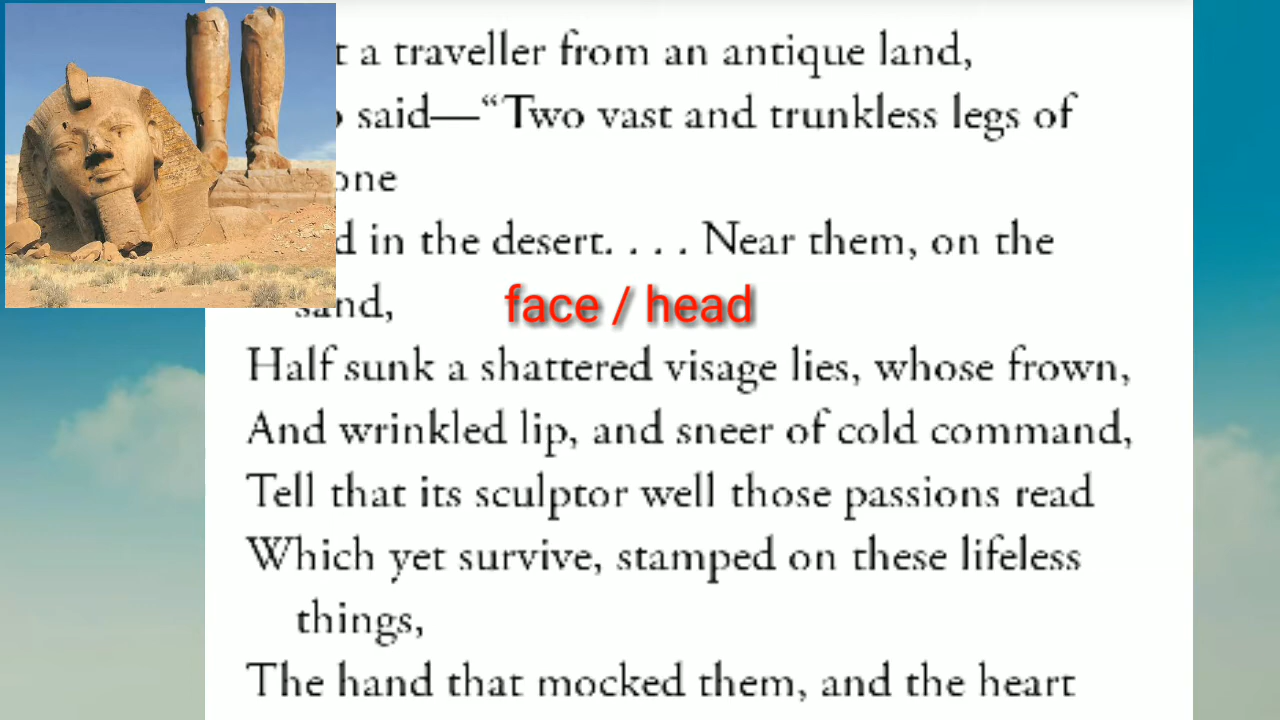 t a traveller from an antique land,
said—“Two vast and trunkless legs of
one
d in the desert. . . . Near them, on the
sand,
face / head
Half sunk a shattered visage lies, whose frown,
And wrinkled lip, and sneer of cold command,
Tell that its sculptor well those passions read
Which yet survive, stamped on these lifeless
things,
The hand that mocked them, and the heart